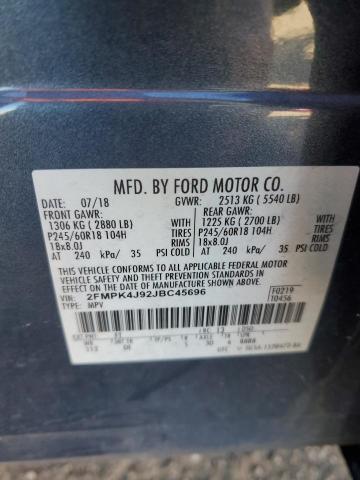 MFD. BY FORD MOTOR CO.
DATE: 07/18 GVWR: 2513 KG ( 5540 LB)
FRONT GAWR: REAR GAWR:
1306 KG ( 2880 LB) WITH 1225 KG ( 2700 LB) WITH
P245/60R18 104H TIRES P245/60R18 104H TIRES
18x8.0J RIMS 18x8.0J RIMS
AT 240 kPa/ 35 PSI COLD AT 240 kPa/ 35 PSI COLD
THIS VEHICLE CONFORMS TO ALL APPLICABLE FEDERAL MOTOR
VEHICLE SAFETY AND THEFT PREVENTION STANDARDS IN EFFECT
ON THE DATE OF MANUFACTURE SHOWN ABOVE.
VIN: 2FMPK4J92JBC45696 F0219
TYPE: MPV T0456